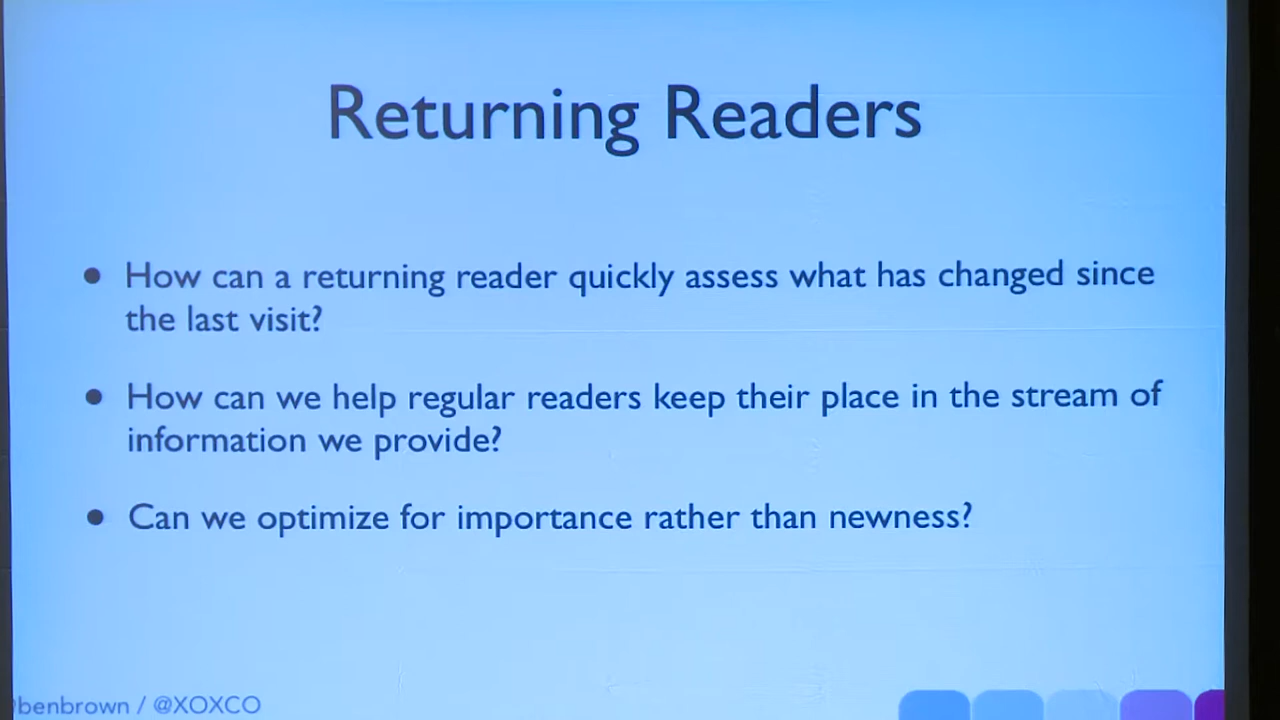 Returning Readers
• How can a returning reader quickly assess what has changed since
the last visit?
• How can we help regular readers keep their place in the stream of
information we provide?
• Can we optimize for importance rather than newness?
benbrown / @XOXCO